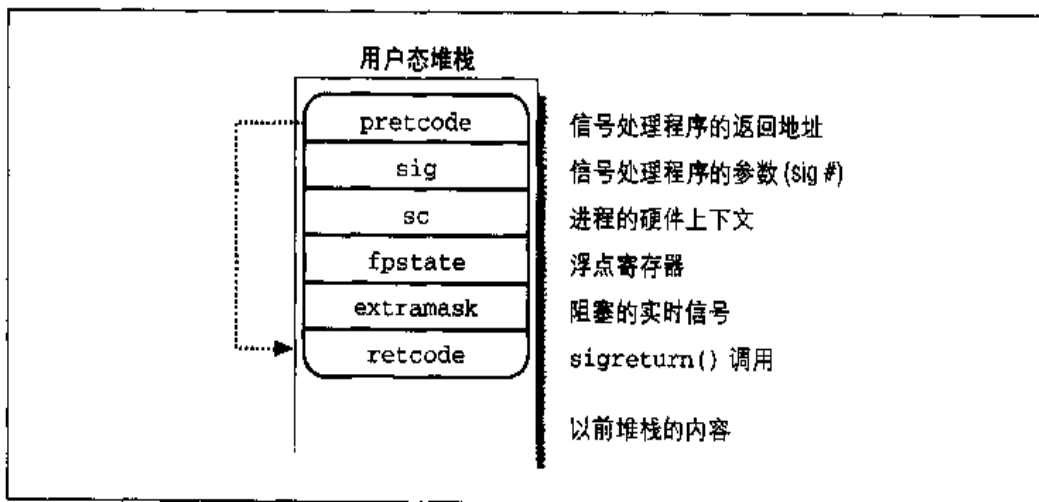 用户态堆栈
pretcode 信号处理程序的返回地址
sig 信号处理程序的参数 (sig #)
sc 进程的硬件上下文
fpstate 浮点寄存器
extramask 阻塞的实时信号
retcode sigreturn() 调用
以前堆栈的内容